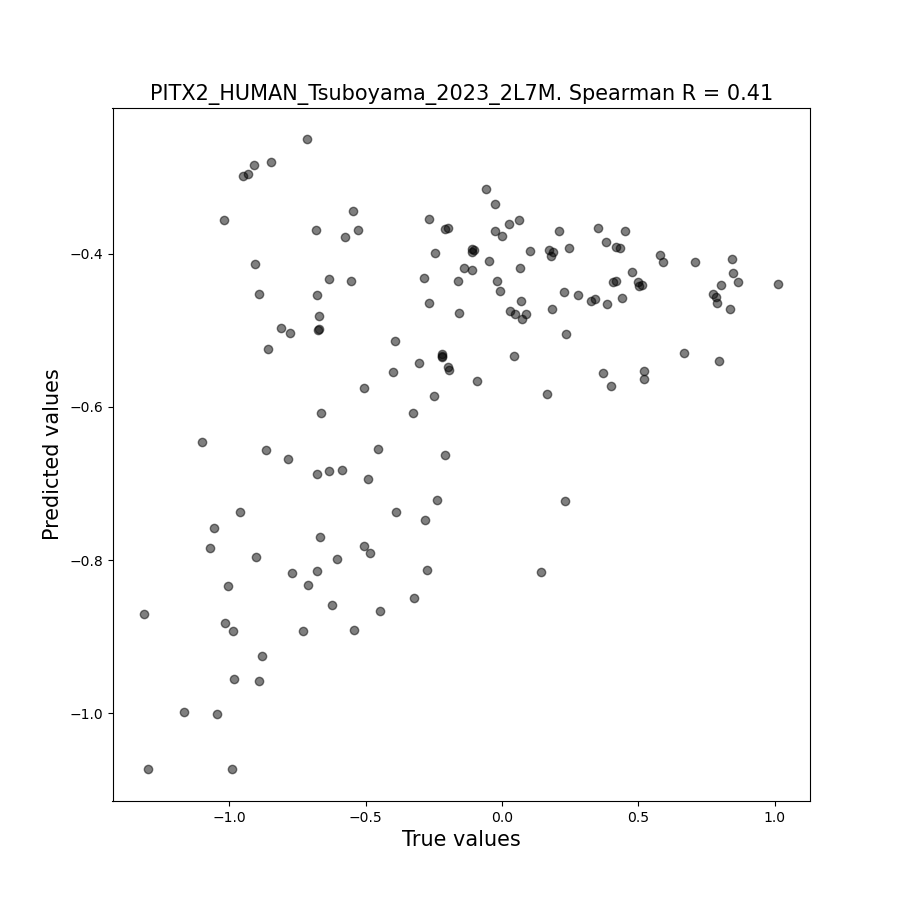 PITX2_HUMAN_Tsuboyama_2023_2L7M. Spearman R = 0.41
Predicted values
−0.4
−0.6
−0.8
−1.0
−1.0 −0.5 0.0 0.5 1.0
True values